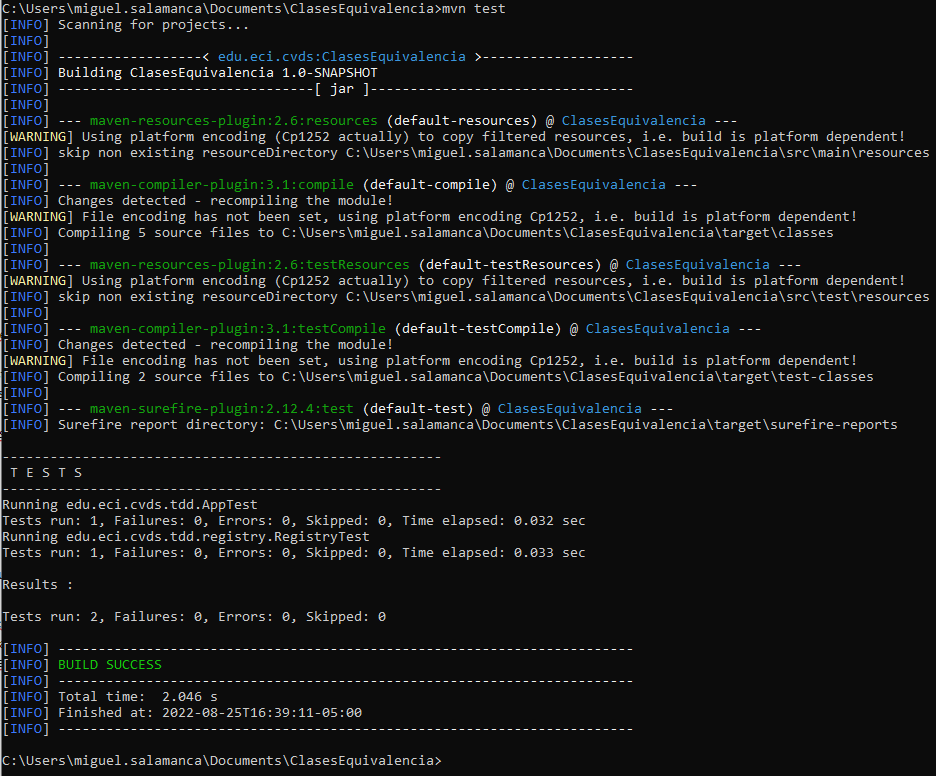 C:\Users\miguel.salamanca\Documents\ClasesEquivalencia>mvn test
[INFO] Scanning for projects...
[INFO]
[INFO] ------------------< edu.eci.cvds:ClasesEquivalencia >-------------------
[INFO] Building ClasesEquivalencia 1.0-SNAPSHOT
[INFO] --------------------------------[ jar ]---------------------------------
[INFO]
[INFO] --- maven-resources-plugin:2.6:resources (default-resources) @ ClasesEquivalencia ---
[WARNING] Using platform encoding (Cp1252 actually) to copy filtered resources, i.e. build is platform dependent!
[INFO] skip non existing resourceDirectory C:\Users\miguel.salamanca\Documents\ClasesEquivalencia\src\main\resources
[INFO]
[INFO] --- maven-compiler-plugin:3.1:compile (default-compile) @ ClasesEquivalencia ---
[INFO] Changes detected - recompiling the module!
[WARNING] File encoding has not been set, using platform encoding Cp1252, i.e. build is platform dependent!
[INFO] Compiling 5 source files to C:\Users\miguel.salamanca\Documents\ClasesEquivalencia\target\classes
[INFO]
[INFO] --- maven-resources-plugin:2.6:testResources (default-testResources) @ ClasesEquivalencia ---
[WARNING] Using platform encoding (Cp1252 actually) to copy filtered resources, i.e. build is platform dependent!
[INFO] skip non existing resourceDirectory C:\Users\miguel.salamanca\Documents\ClasesEquivalencia\src\test\resources
[INFO]
[INFO] --- maven-compiler-plugin:3.1:testCompile (default-testCompile) @ ClasesEquivalencia ---
[INFO] Changes detected - recompiling the module!
[WARNING] File encoding has not been set, using platform encoding Cp1252, i.e. build is platform dependent!
[INFO] Compiling 2 source files to C:\Users\miguel.salamanca\Documents\ClasesEquivalencia\target\test-classes
[INFO]
[INFO] --- maven-surefire-plugin:2.12.4:test (default-test) @ ClasesEquivalencia ---
[INFO] Surefire report directory: C:\Users\miguel.salamanca\Documents\ClasesEquivalencia\target\surefire-reports
-------------------------------------------------------
 T E S T S
-------------------------------------------------------
Running edu.eci.cvds.tdd.AppTest
Tests run: 1, Failures: 0, Errors: 0, Skipped: 0, Time elapsed: 0.032 sec
Running edu.eci.cvds.tdd.registry.RegistryTest
Tests run: 1, Failures: 0, Errors: 0, Skipped: 0, Time elapsed: 0.033 sec
Results :
Tests run: 2, Failures: 0, Errors: 0, Skipped: 0
[INFO] ------------------------------------------------------------------------
[INFO] BUILD SUCCESS
[INFO] ------------------------------------------------------------------------
[INFO] Total time:  2.046 s
[INFO] Finished at: 2022-08-25T16:39:11-05:00
[INFO] ------------------------------------------------------------------------
C:\Users\miguel.salamanca\Documents\ClasesEquivalencia>